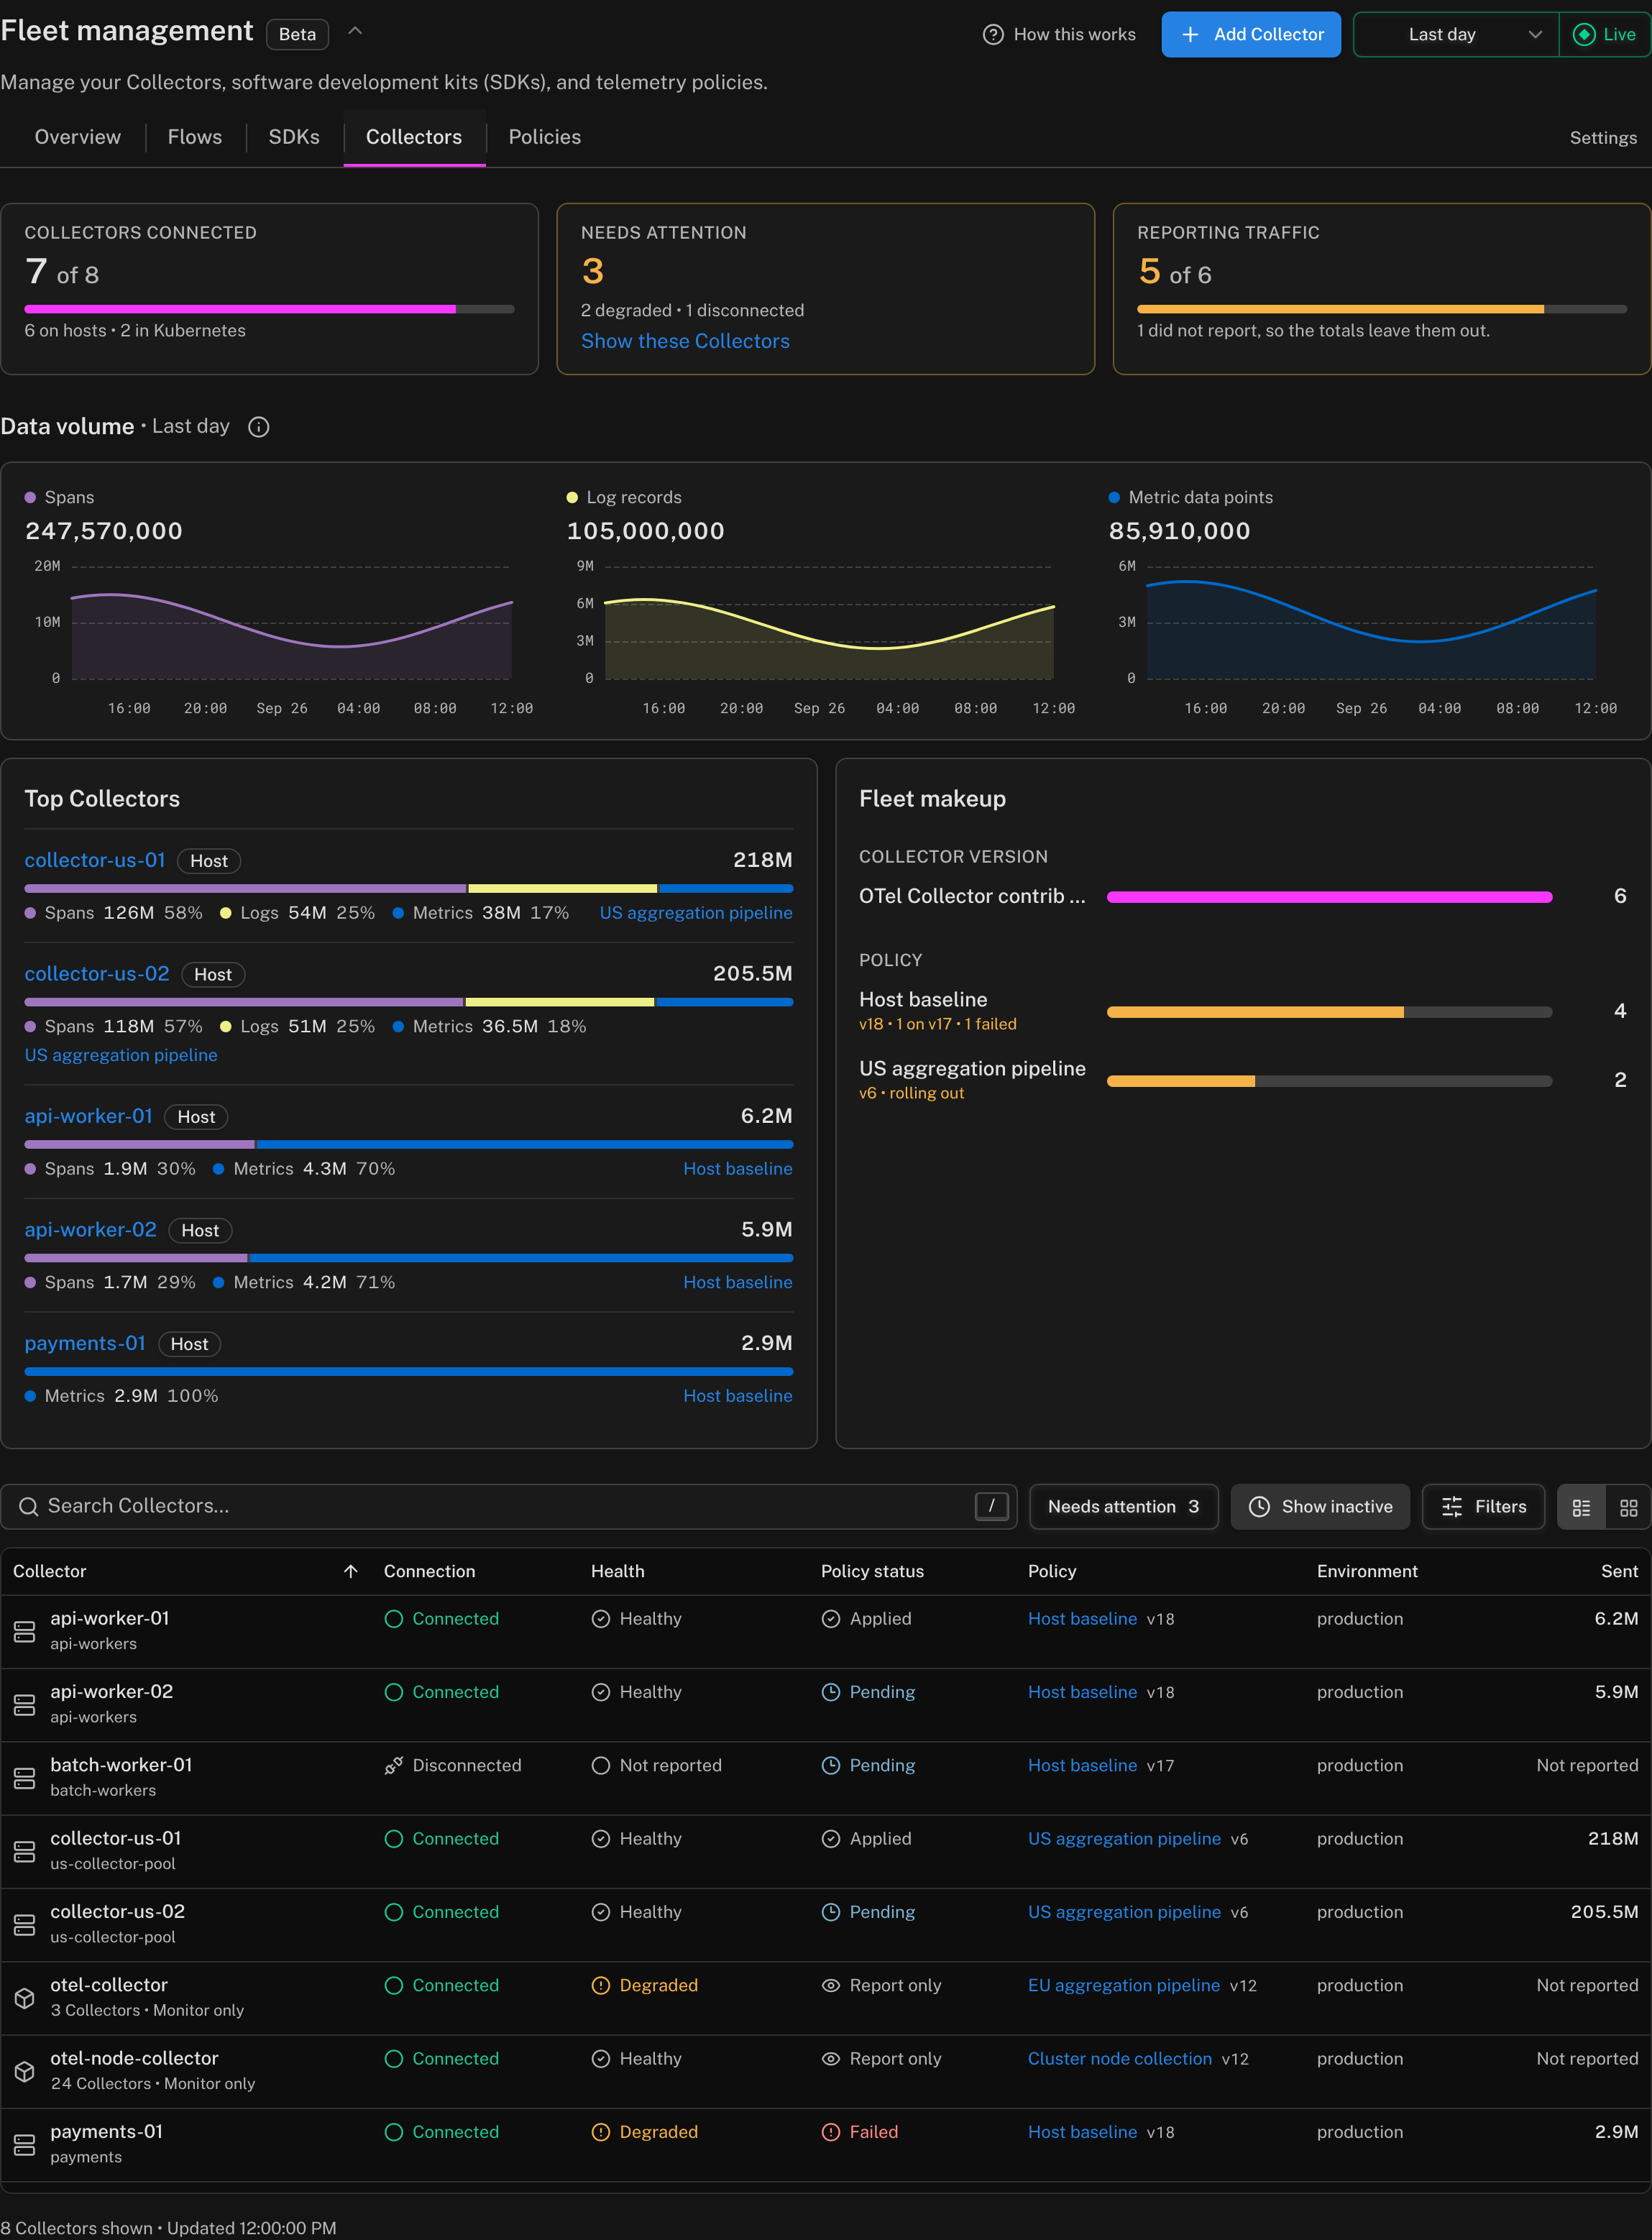 Fleet management Beta
How this works
Add Collector
Last day
Live
Manage your Collectors, software development kits (SDKs), and telemetry policies.
Overview Flows SDKs Collectors Policies Settings
COLLECTORS CONNECTED
7 of 8
6 on hosts • 2 in Kubernetes
NEEDS ATTENTION
3
2 degraded • 1 disconnected
Show these Collectors
REPORTING TRAFFIC
5 of 6
1 did not report, so the totals leave them out.
Data volume • Last day
Spans
247,570,000
20M
10M
0
16:00 20:00 Sep 26 04:00 08:00 12:00
Log records
105,000,000
9M
6M
3M
0
16:00 20:00 Sep 26 04:00 08:00 12:00
Metric data points
85,910,000
6M
3M
0
16:00 20:00 Sep 26 04:00 08:00 12:00
Top Collectors
collector-us-01 Host 218M
Spans 126M 58% Logs 54M 25% Metrics 38M 17% US aggregation pipeline
collector-us-02 Host 205.5M
Spans 118M 57% Logs 51M 25% Metrics 36.5M 18%
US aggregation pipeline
api-worker-01 Host 6.2M
Spans 1.9M 30% Metrics 4.3M 70% Host baseline
api-worker-02 Host 5.9M
Spans 1.7M 29% Metrics 4.2M 71% Host baseline
payments-01 Host 2.9M
Metrics 2.9M 100% Host baseline
Fleet makeup
COLLECTOR VERSION
OTel Collector contrib ... 6
POLICY
Host baseline 4
v18 • 1 on v17 • 1 failed
US aggregation pipeline 2
v6 • rolling out
Search Collectors... /
Needs attention 3
Show inactive
Filters
Collector Connection Health Policy status Policy Environment Sent
api-worker-01 Connected Healthy Applied Host baseline v18 production 6.2M
api-workers
api-worker-02 Connected Healthy Pending Host baseline v18 production 5.9M
api-workers
batch-worker-01 Disconnected Not reported Pending Host baseline v17 production Not reported
batch-workers
collector-us-01 Connected Healthy Applied US aggregation pipeline v6 production 218M
us-collector-pool
collector-us-02 Connected Healthy Pending US aggregation pipeline v6 production 205.5M
us-collector-pool
otel-collector Connected Degraded Report only EU aggregation pipeline v12 production Not reported
3 Collectors • Monitor only
otel-node-collector Connected Healthy Report only Cluster node collection v12 production Not reported
24 Collectors • Monitor only
payments-01 Connected Degraded Failed Host baseline v18 production 2.9M
payments
8 Collectors shown • Updated 12:00:00 PM